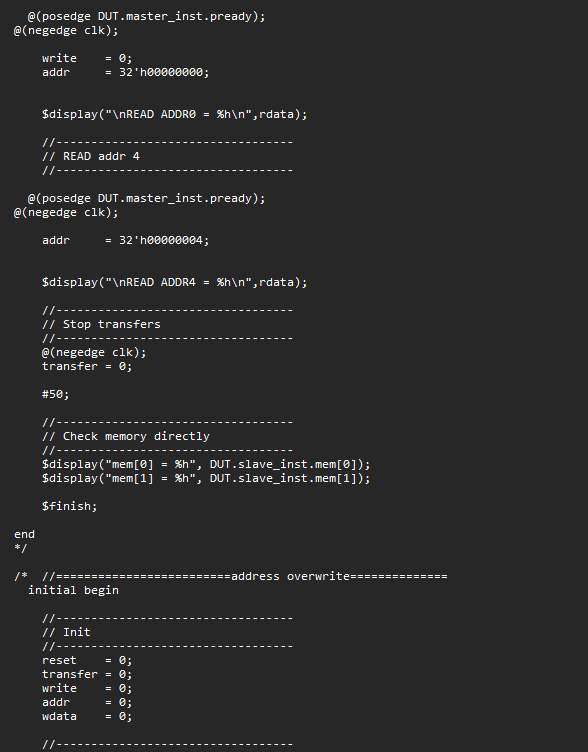 @(posedge DUT.master_inst.pready);
@(negedge clk);
write = 0;
addr = 32'h00000000;
$display("\nREAD ADDR0 = %h\n",rdata);
//----------------------------------
// READ addr 4
//----------------------------------
@(posedge DUT.master_inst.pready);
@(negedge clk);
addr = 32'h00000004;
$display("\nREAD ADDR4 = %h\n",rdata);
//----------------------------------
// Stop transfers
//----------------------------------
@(negedge clk);
transfer = 0;
#50;
//----------------------------------
// Check memory directly
//----------------------------------
$display("mem[0] = %h", DUT.slave_inst.mem[0]);
$display("mem[1] = %h", DUT.slave_inst.mem[1]);
$finish;
end
*/
/* //=========================address overwrite==============
initial begin
//----------------------------------
// Init
//----------------------------------
reset = 0;
transfer = 0;
write = 0;
addr = 0;
wdata = 0;
//----------------------------------